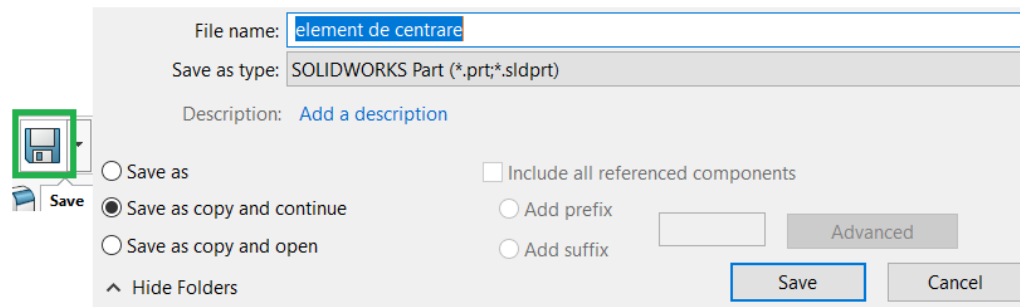 File name: element de centrare
Save as type: SOLIDWORKS Part (*.prt;*.sldprt)
Description: Add a description
Save as
Include all referenced components
Save
Save as copy and continue
Add prefix
Advanced
Save as copy and open
Add suffix
Hide Folders
Save
Cancel